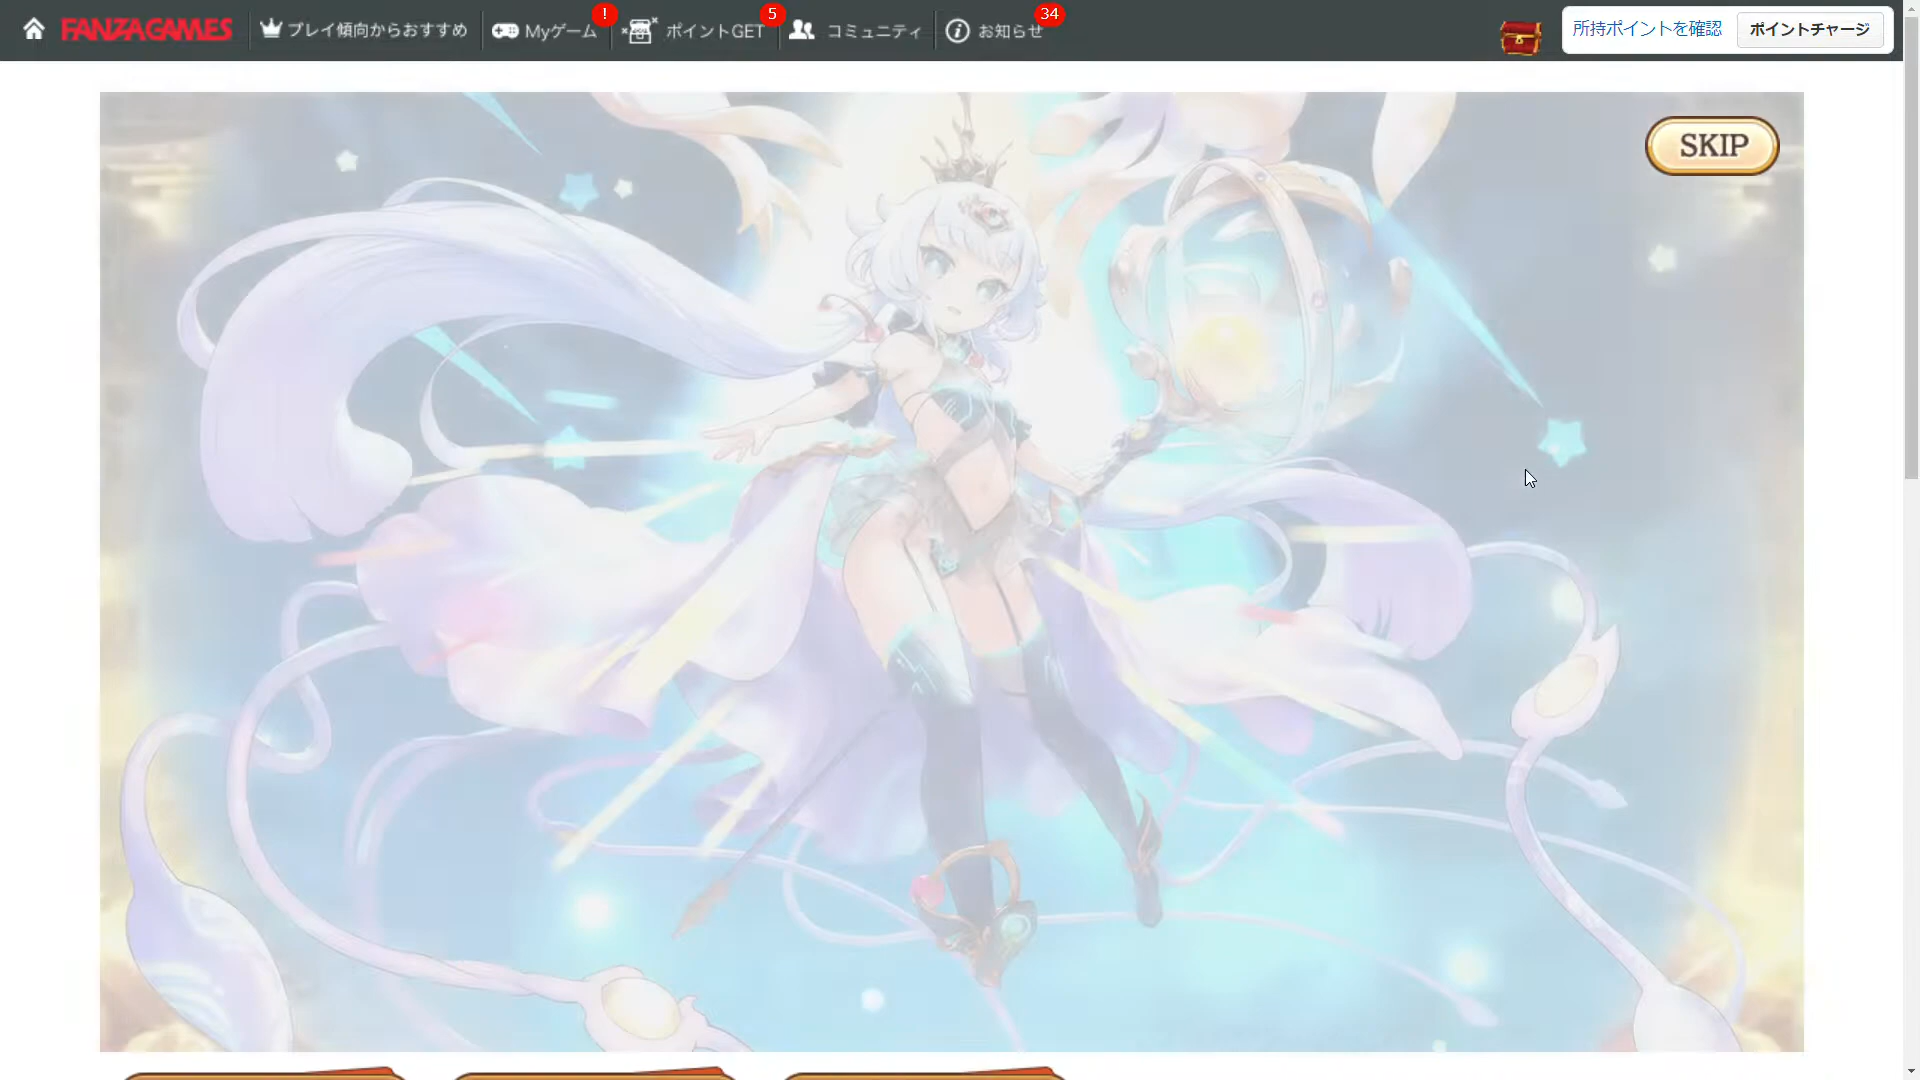 FANZA GAMES
プレイ傾向からおすすめ
Myゲーム
!
ポイントGET
5
コミュニティ
お知らせ
34
所持ポイントを確認
ポイントチャージ
SKIP